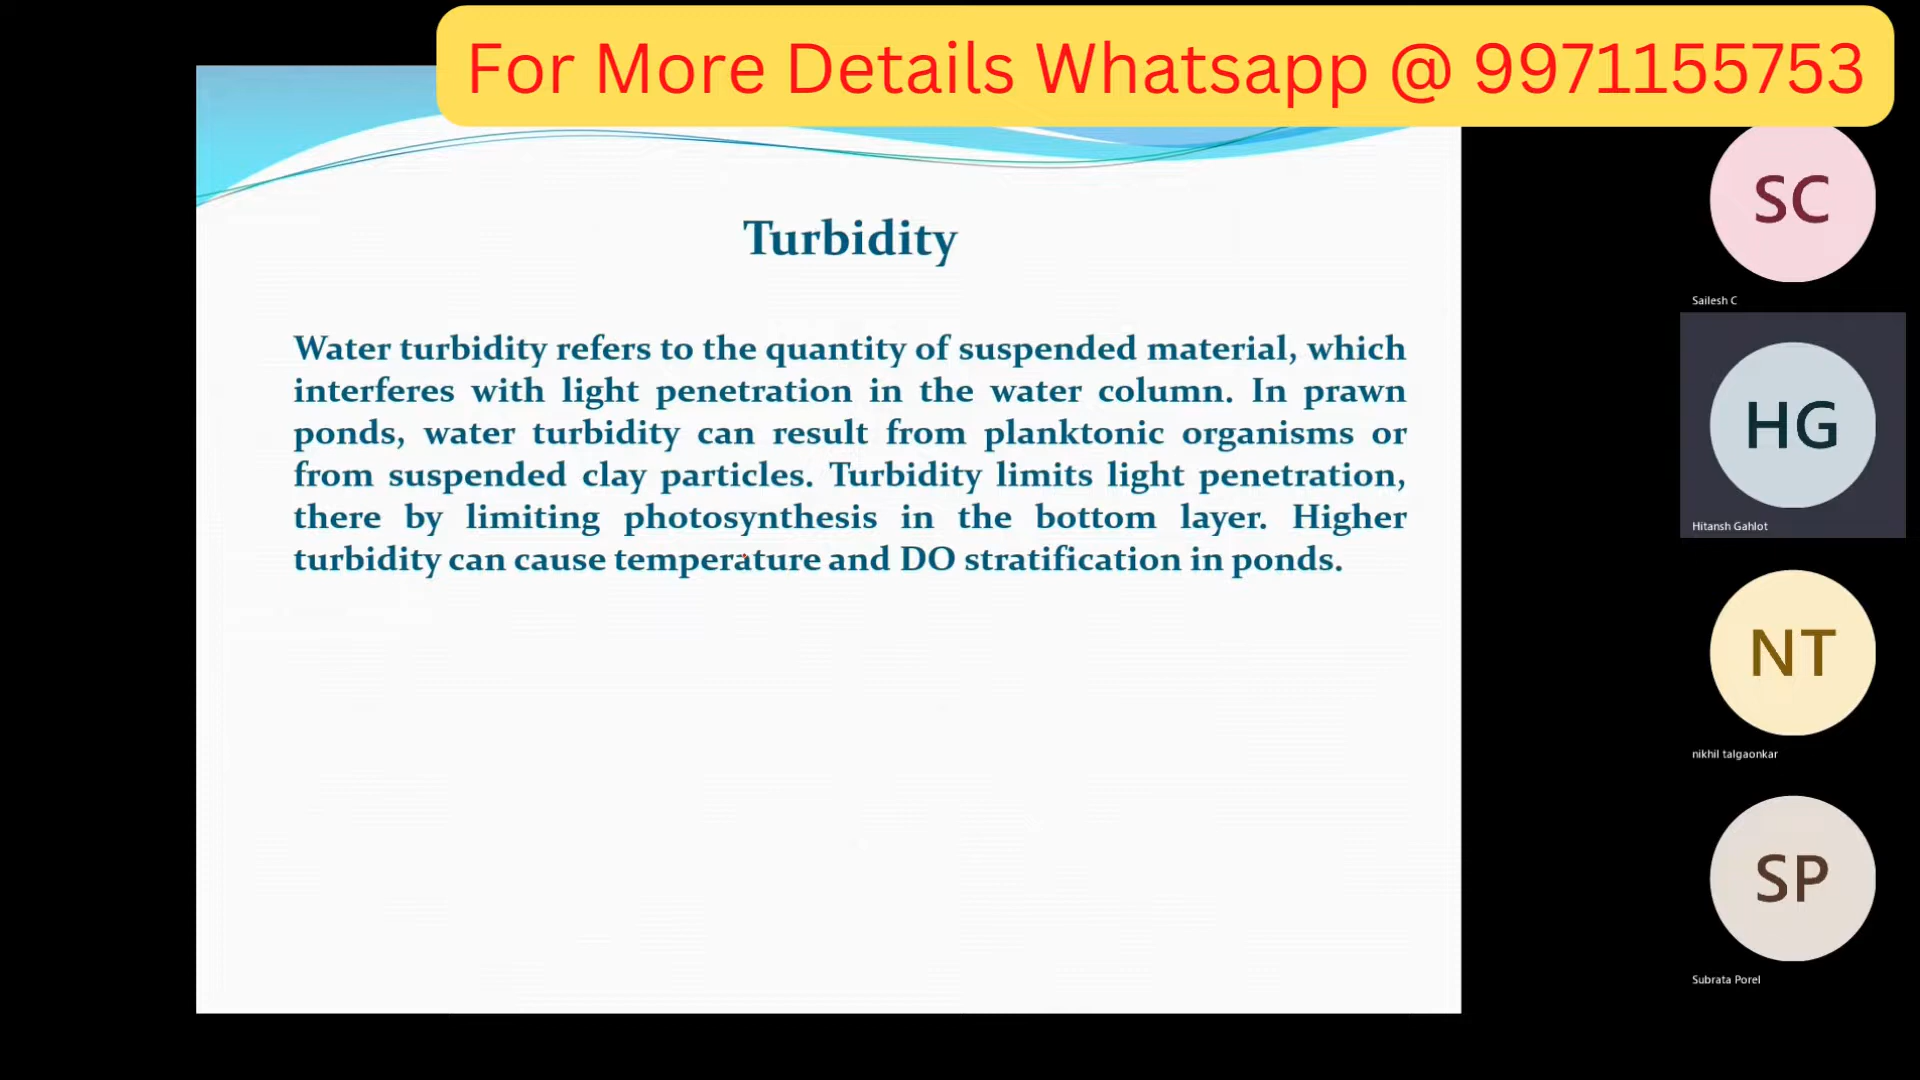 For More Details Whatsapp @ 9971155753
Turbidity
Water turbidity refers to the quantity of suspended material, which
interferes with light penetration in the water column. In prawn
ponds, water turbidity can result from planktonic organisms or
from suspended clay particles. Turbidity limits light penetration,
there by limiting photosynthesis in the bottom layer. Higher
turbidity can cause temperature and DO stratification in ponds.
SC
Sailesh C
HG
Hitansh Gahlot
NT
nikhil talgaonkar
SP
Subrata Porel